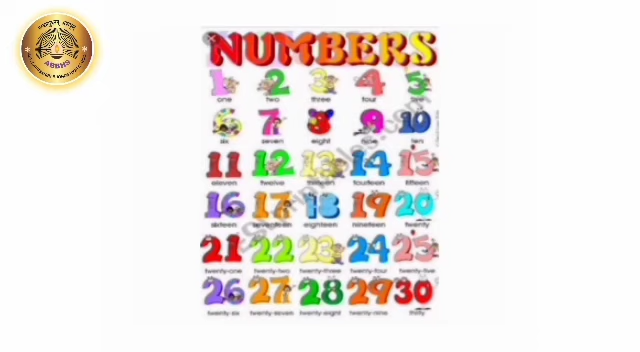 ABBHS
NUMBERS
1 2 3 4 5
one two three four five
6 7 8 9 10
six seven eight nine ten
11 12 13 14 15
eleven twelve thirteen fourteen fifteen
16 17 18 19 20
sixteen seventeen eighteen nineteen twenty
21 22 23 24 25
twenty-one twenty-two twenty-three twenty-four twenty-five
26 27 28 29 30
twenty-six twenty-seven twenty-eight twenty-nine thirty